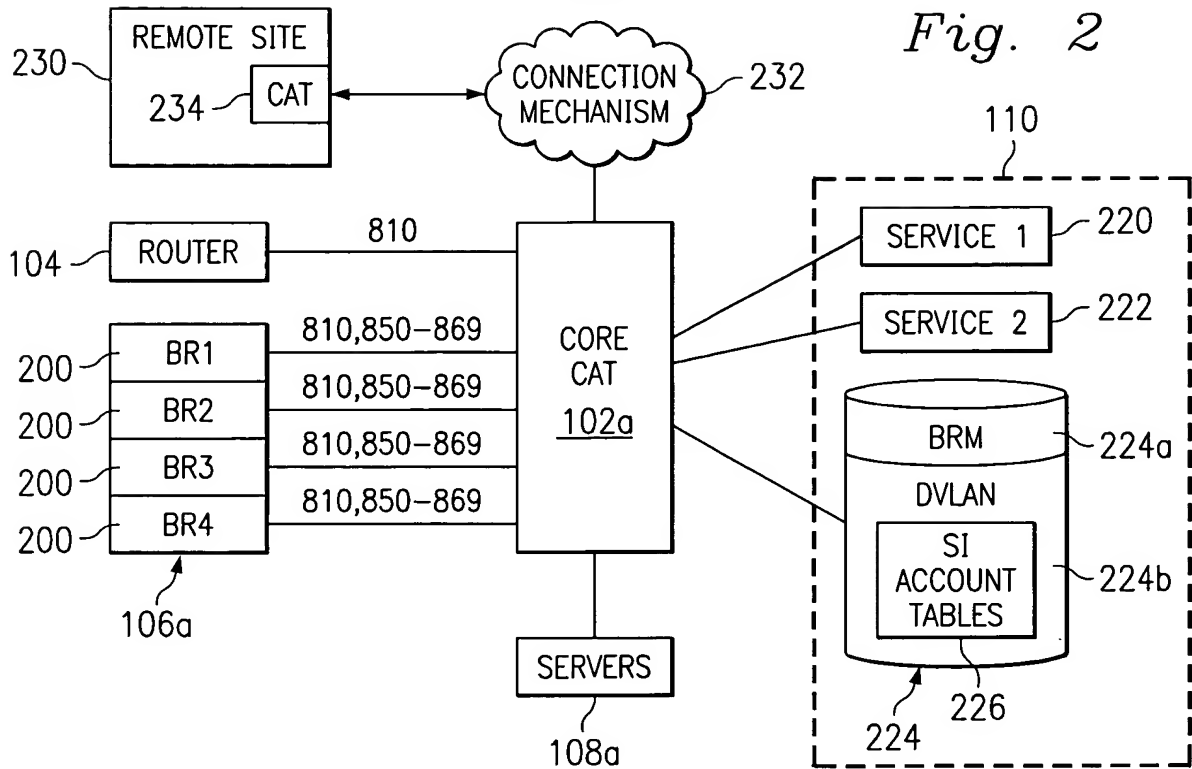 Fig. 2
REMOTE SITE
230
234
CAT
CONNECTION
MECHANISM
232
110
104
ROUTER
810
SERVICE 1
220
SERVICE 2
222
CORE
CAT
102a
200
BR1
810,850–869
200
BR2
810,850–869
200
BR3
810,850–869
200
BR4
810,850–869
106a
BRM
224a
DVLAN
SI
ACCOUNT
TABLES
224b
224
226
SERVERS
108a